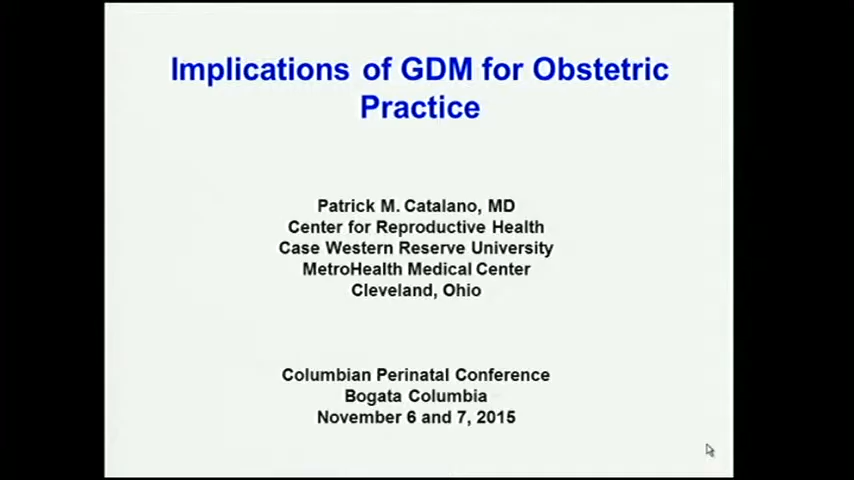 Implications of GDM for Obstetric
Practice
Patrick M. Catalano, MD
Center for Reproductive Health
Case Western Reserve University
MetroHealth Medical Center
Cleveland, Ohio
Columbian Perinatal Conference
Bogata Columbia
November 6 and 7, 2015